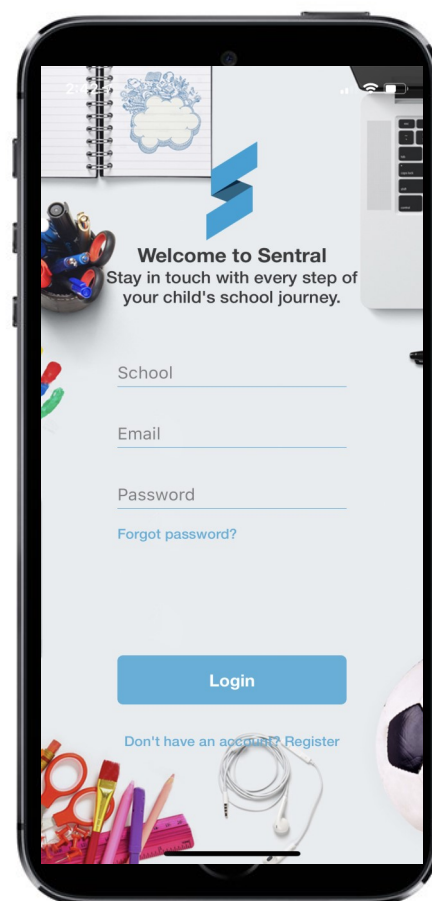 Welcome to Sentral
Stay in touch with every step of
your child's school journey.
School
Email
Password
Forgot password?
Login
Don't have an account? Register